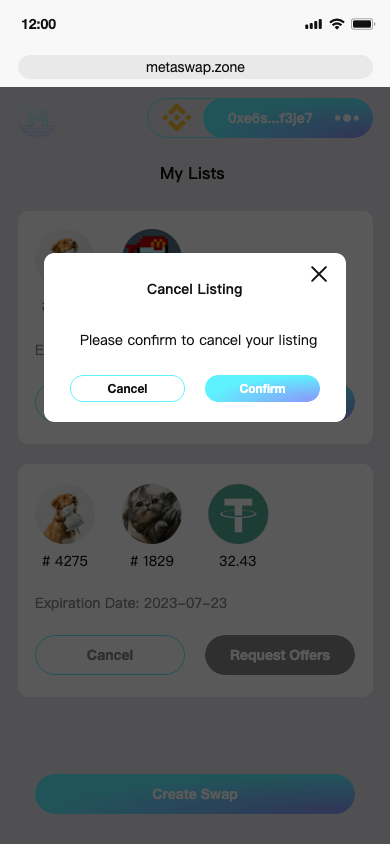 12:00
metaswap.zone
0xe6s...f3je7
My Lists
Cancel Listing
Please confirm to cancel your listing
Cancel
Confirm
# 4275
# 1829
32.43
Expiration Date: 2023-07-23
Cancel
Request Offers
Create Swap